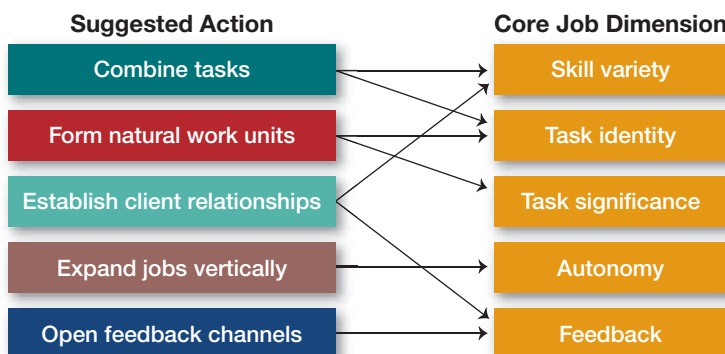 Suggested Action
Core Job Dimension
Combine tasks
Skill variety
Form natural work units
Task identity
Establish client relationships
Task significance
Expand jobs vertically
Autonomy
Open feedback channels
Feedback